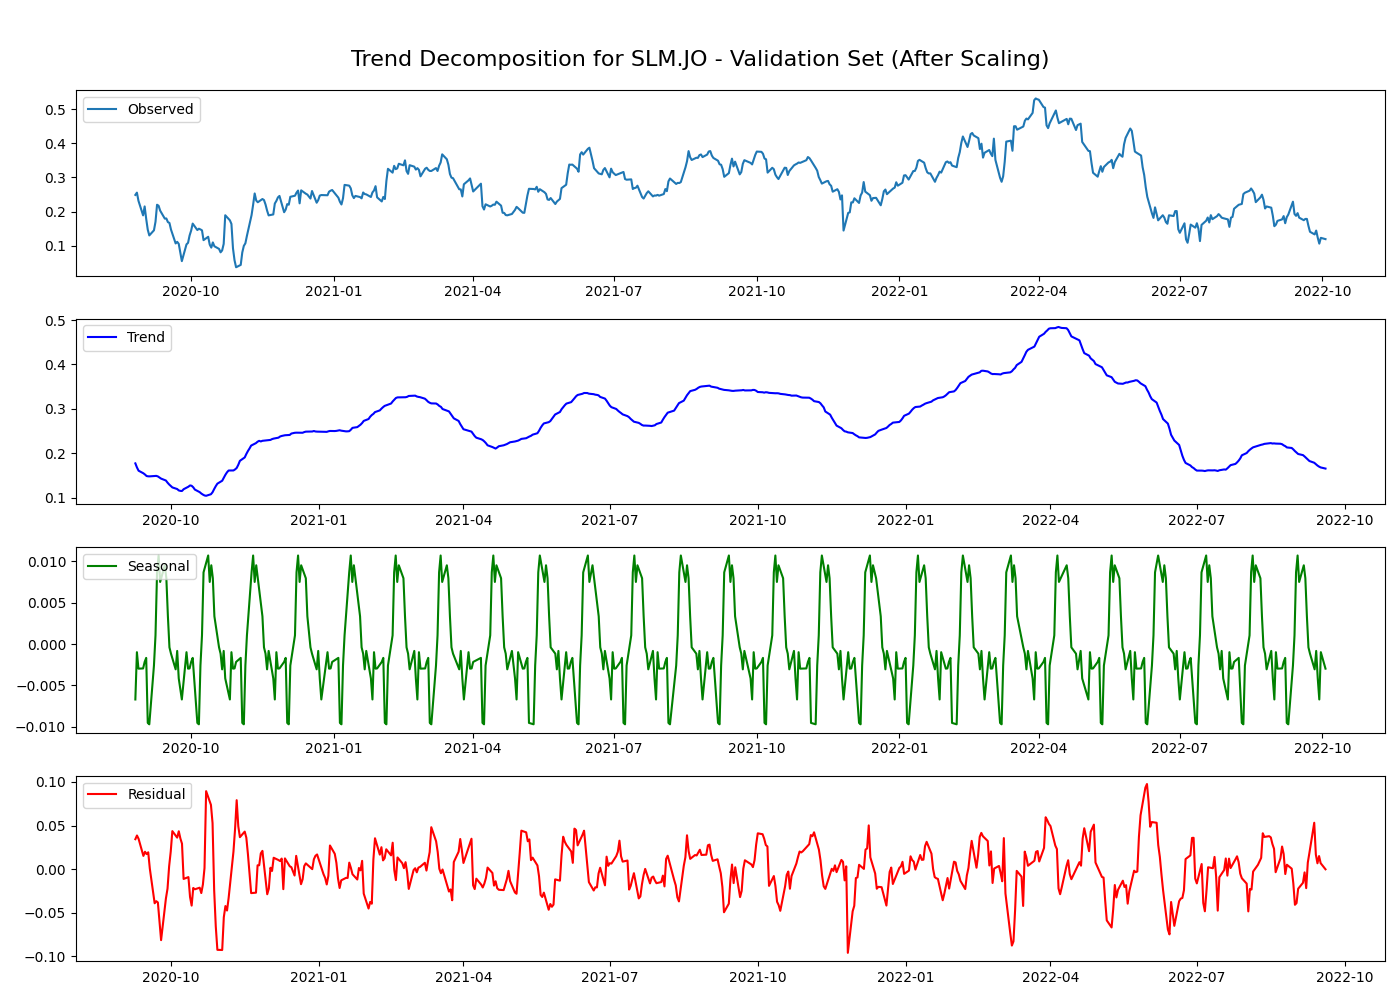 Trend Decomposition for SLM.JO - Validation Set (After Scaling)
Observed
0.5
0.4
0.3
0.2
0.1
2020-10 2021-01 2021-04 2021-07 2021-10 2022-01 2022-04 2022-07 2022-10
Trend
0.5
0.4
0.3
0.2
0.1
2020-10 2021-01 2021-04 2021-07 2021-10 2022-01 2022-04 2022-07 2022-10
Seasonal
0.010
0.005
0.000
−0.005
−0.010
2020-10 2021-01 2021-04 2021-07 2021-10 2022-01 2022-04 2022-07 2022-10
Residual
0.10
0.05
0.00
−0.05
−0.10
2020-10 2021-01 2021-04 2021-07 2021-10 2022-01 2022-04 2022-07 2022-10